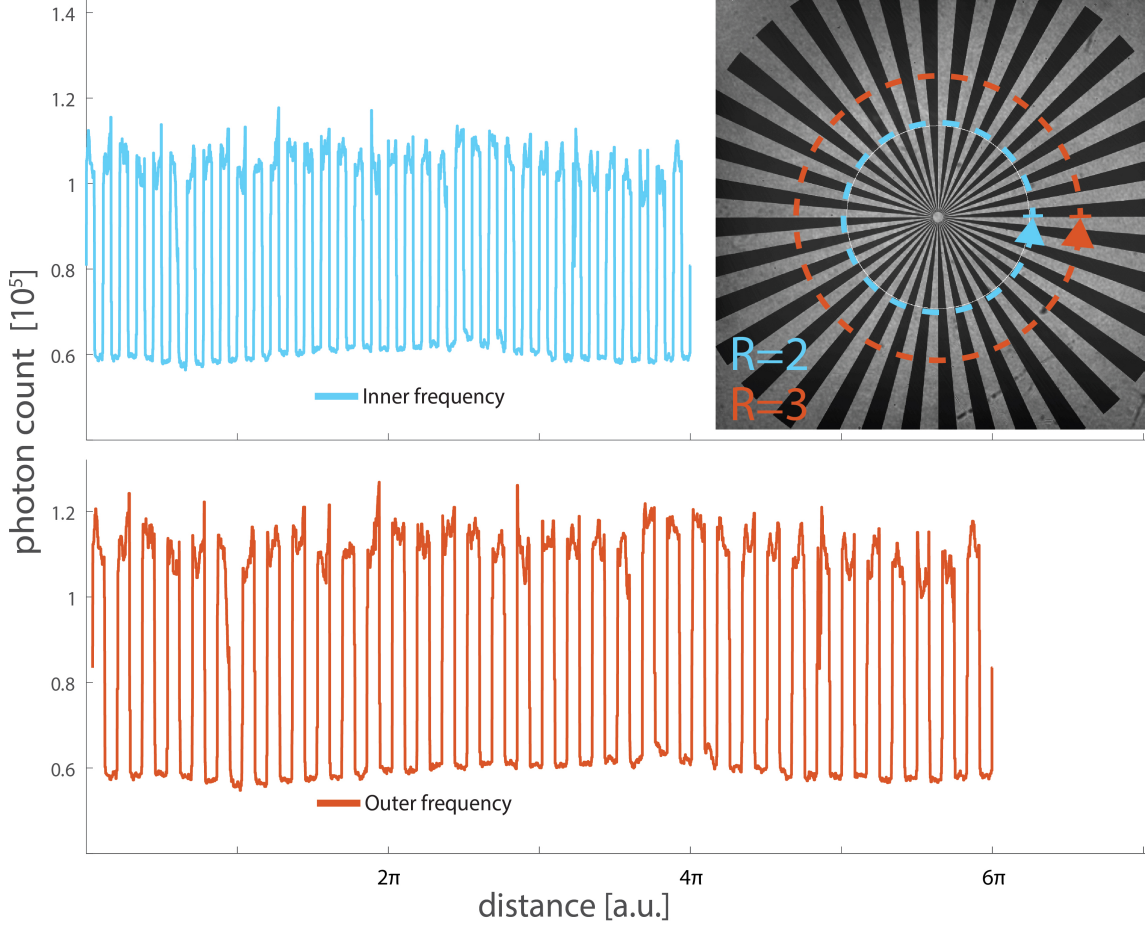 1.4
1.2
1
0.8
0.6
Inner frequency
R=2
R=3
photon count [10⁵]
1.2
1
0.8
0.6
Outer frequency
2π
4π
6π
distance [a.u.]